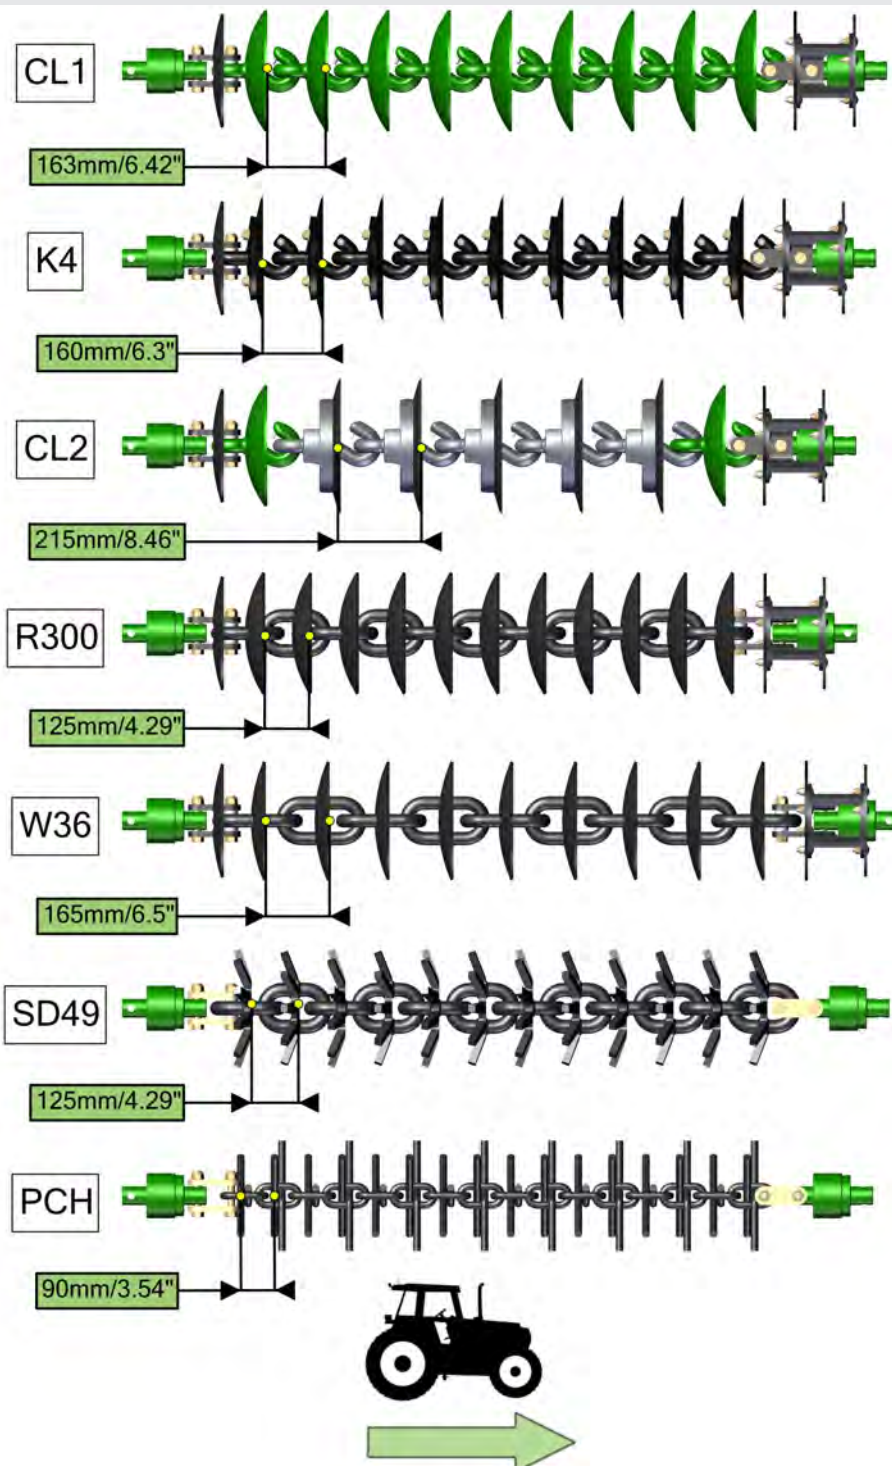 CL1
163mm/6.42"
K4
160mm/6.3"
CL2
215mm/8.46"
R300
125mm/4.29"
W36
165mm/6.5"
SD49
125mm/4.29"
PCH
90mm/3.54"